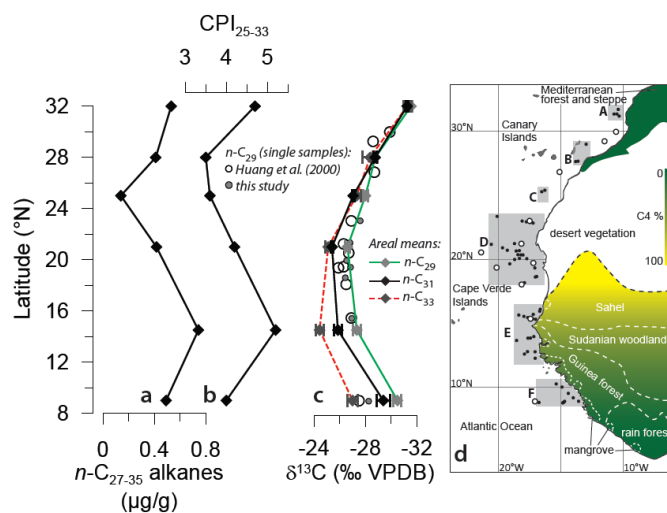 CPI25-33
3 4 5
32
28
24
20
16
12
8
Latitude (°N)
n-C29 (single samples):
Huang et al. (2000)
this study
Areal means:
n-C29
n-C31
n-C33
a b c
0 0.4 0.8
n-C27-35 alkanes
(µg/g)
-24 -28 -32
δ13C (‰ VPDB)
Mediterranean
forest and steppe
A
30°N
Canary
Islands
B
C
0
C4 %
100
desert vegetation
D
20°N
Cape Verde
Islands
Sahel
E
Sudanian woodland
Guinea forest
10°N
F
Atlantic Ocean
rain fores
mangrove
20°W 10°W
d